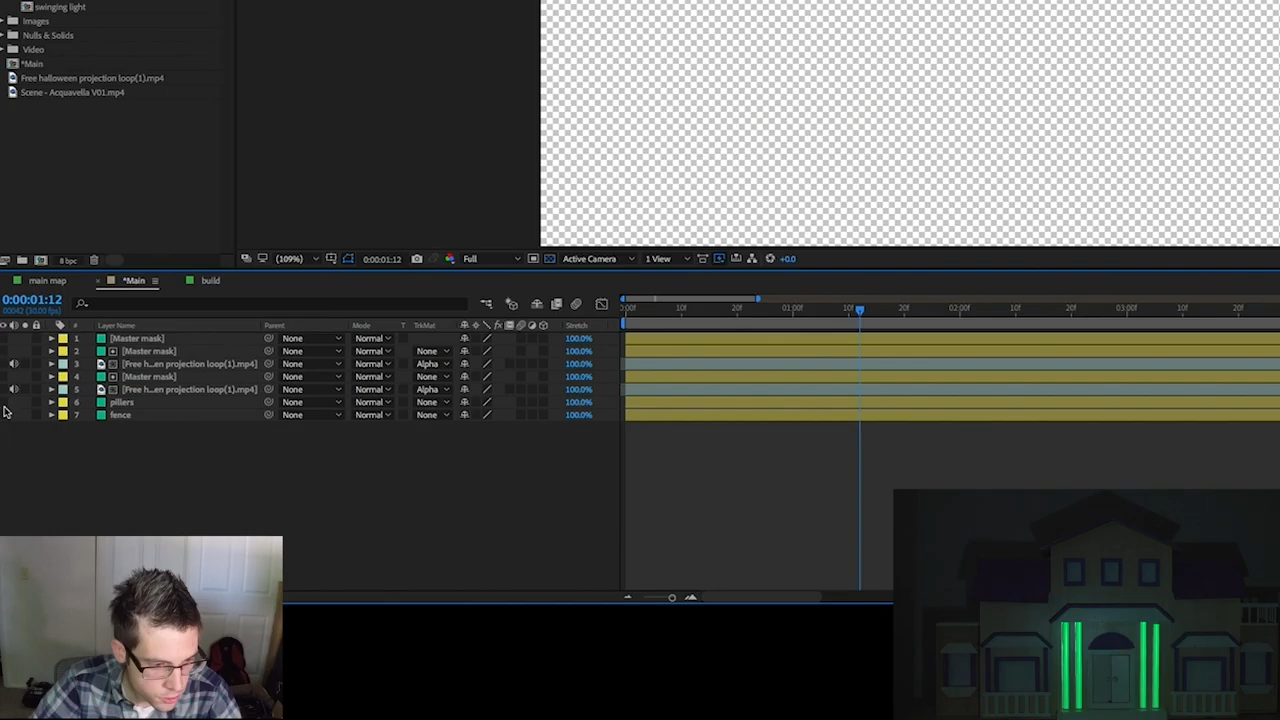 swinging light
Images
Nulls & Solids
Video
*Main
Free halloween projection loop(1).mp4
Scene - Acquavella V01.mp4
8 bpc
(109%) 0:00:01:12 Full Active Camera 1 View +0.0
main map × *Main build
0:00:01:12
00042 (30.00 fps)
# Layer Name Parent Mode T TrkMat Stretch
:00f 10f 20f 01:00f 10f 20f 02:00f 10f 20f 03:00f 10f 20f
1 [Master mask] None Normal 100.0%
2 [Master mask] None Normal None 100.0%
3 [Free h...en projection loop(1).mp4] None Normal Alpha 100.0%
4 [Master mask] None Normal None 100.0%
5 [Free h...en projection loop(1).mp4] None Normal Alpha 100.0%
6 pillers None Normal None 100.0%
7 fence None Normal None 100.0%